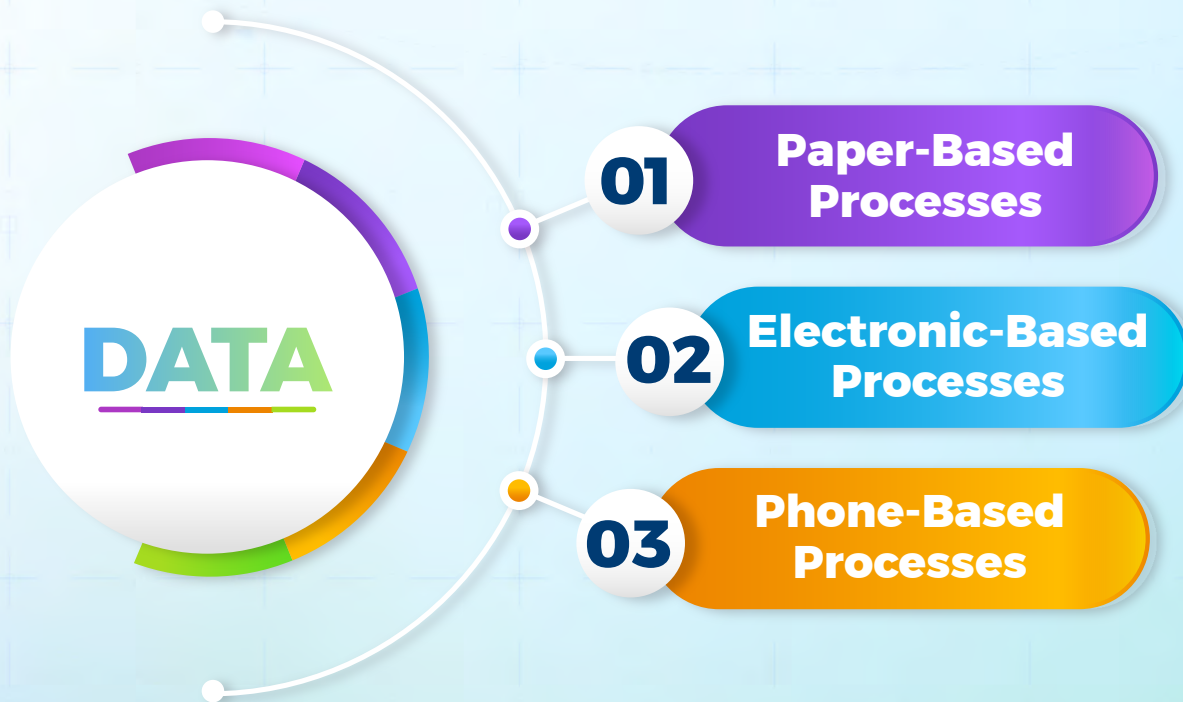 DATA
01
Paper-Based
Processes
02
Electronic-Based
Processes
03
Phone-Based
Processes